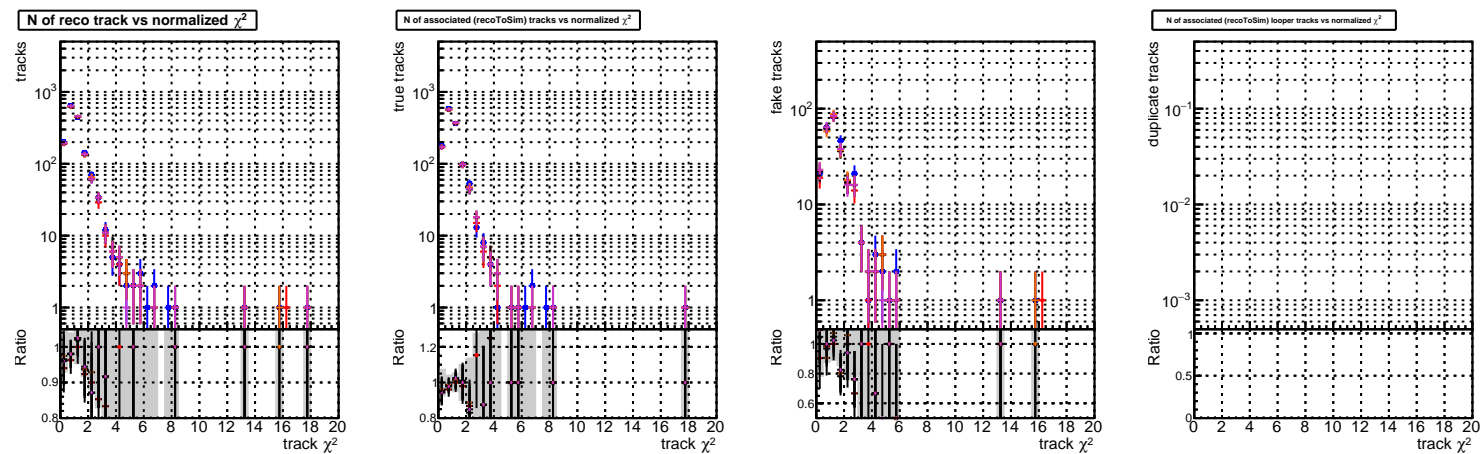 N of reco track vs normalized χ²
N of associated (recoToSim) tracks vs normalized χ²
N of associated (recoToSim) looper tracks vs normalized χ²
tracks
10³
10²
10
1
Ratio
1
0.9
0.8
0 2 4 6 8 10 12 14 16 18 20
track χ²
true tracks
10³
10²
10
1
Ratio
1.2
1
0.8
0 2 4 6 8 10 12 14 16 18 20
track χ²
fake tracks
10²
10
1
Ratio
1
0.8
0.6
0 2 4 6 8 10 12 14 16 18 20
track χ²
duplicate tracks
10⁻¹
10⁻²
10⁻³
Ratio
1
0.5
0
0 2 4 6 8 10 12 14 16 18 20
track χ²